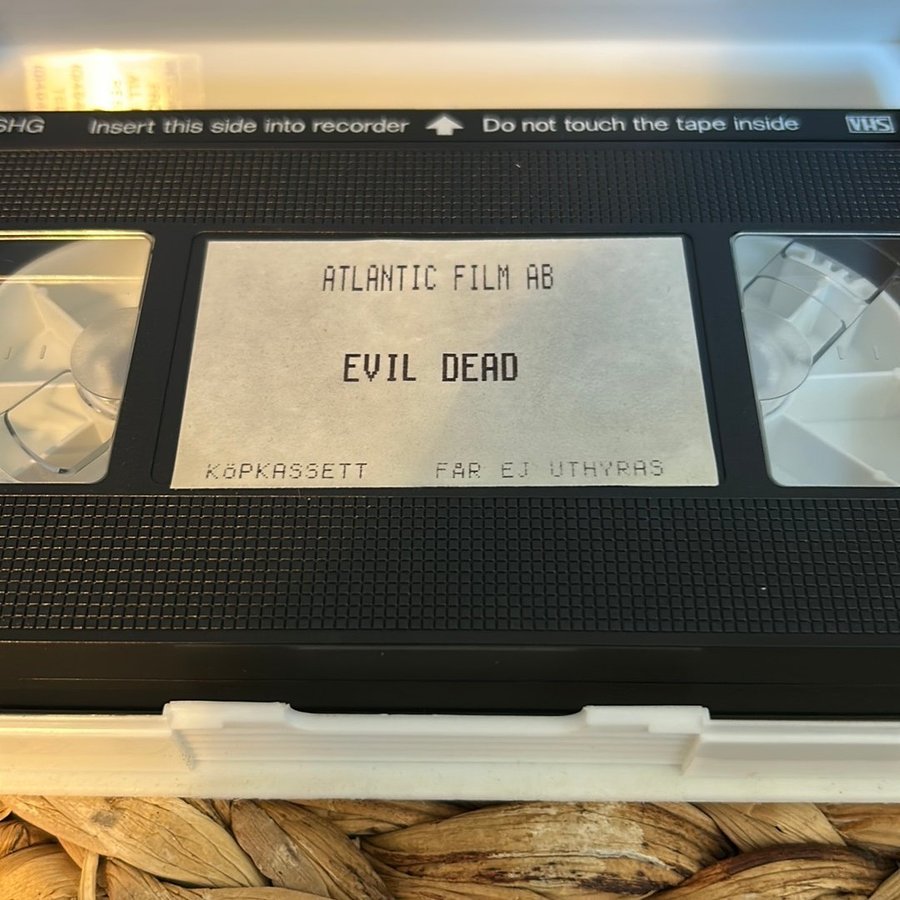 SHG Insert this side into recorder Do not touch the tape inside VHS
ATLANTIC FILM AB
EVIL DEAD
KöPKASSETT FÅR EJ UTHYRAS